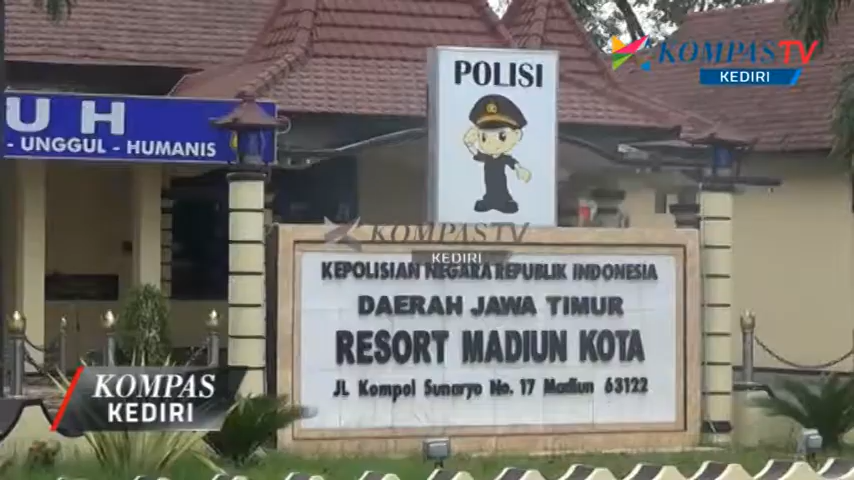 KOMPASTV
KEDIRI
POLISI
UH
- UNGGUL - HUMANIS
KOMPASTV
KEDIRI
KEPOLISIAN NEGARA REPUBLIK INDONESIA
DAERAH JAWA TIMUR
RESORT MADIUN KOTA
JL Kompol Sunaryo No. 17 Madiun 63122
KOMPAS
KEDIRI